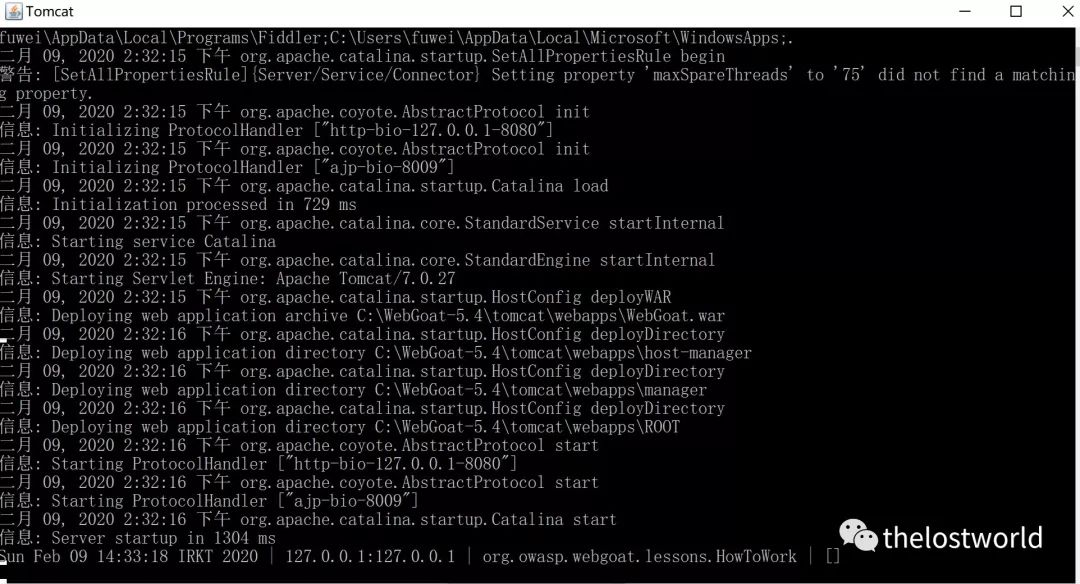 Tomcat
fuwei\AppData\Local\Programs\Fiddler;C:\Users\fuwei\AppData\Local\Microsoft\WindowsApps;.
二月 09, 2020 2:32:15 下午 org.apache.catalina.startup.SetAllPropertiesRule begin
警告: [SetAllPropertiesRule]{Server/Service/Connector} Setting property 'maxSpareThreads' to '75' did not find a matchin
g property.
二月 09, 2020 2:32:15 下午 org.apache.coyote.AbstractProtocol init
信息: Initializing ProtocolHandler ["http-bio-127.0.0.1-8080"]
二月 09, 2020 2:32:15 下午 org.apache.coyote.AbstractProtocol init
信息: Initializing ProtocolHandler ["ajp-bio-8009"]
二月 09, 2020 2:32:15 下午 org.apache.catalina.startup.Catalina load
信息: Initialization processed in 729 ms
二月 09, 2020 2:32:15 下午 org.apache.catalina.core.StandardService startInternal
信息: Starting service Catalina
二月 09, 2020 2:32:15 下午 org.apache.catalina.core.StandardEngine startInternal
信息: Starting Servlet Engine: Apache Tomcat/7.0.27
二月 09, 2020 2:32:15 下午 org.apache.catalina.startup.HostConfig deployWAR
信息: Deploying web application archive C:\WebGoat-5.4\tomcat\webapps\WebGoat.war
二月 09, 2020 2:32:16 下午 org.apache.catalina.startup.HostConfig deployDirectory
信息: Deploying web application directory C:\WebGoat-5.4\tomcat\webapps\host-manager
二月 09, 2020 2:32:16 下午 org.apache.catalina.startup.HostConfig deployDirectory
信息: Deploying web application directory C:\WebGoat-5.4\tomcat\webapps\manager
二月 09, 2020 2:32:16 下午 org.apache.catalina.startup.HostConfig deployDirectory
信息: Deploying web application directory C:\WebGoat-5.4\tomcat\webapps\ROOT
二月 09, 2020 2:32:16 下午 org.apache.coyote.AbstractProtocol start
信息: Starting ProtocolHandler ["http-bio-127.0.0.1-8080"]
二月 09, 2020 2:32:16 下午 org.apache.coyote.AbstractProtocol start
信息: Starting ProtocolHandler ["ajp-bio-8009"]
二月 09, 2020 2:32:16 下午 org.apache.catalina.startup.Catalina start
信息: Server startup in 1304 ms
Sun Feb 09 14:33:18 IRKT 2020 | 127.0.0.1:127.0.0.1 | org.owasp.webgoat.lessons.HowToWork | []
thelostworld